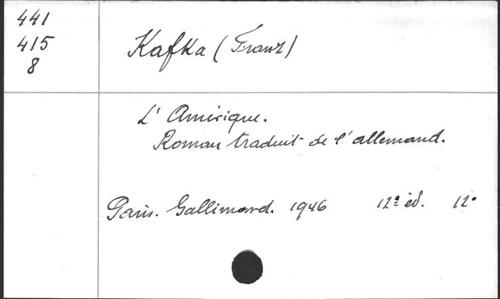 441
415
8
Kafka (Franz)
L' Amérique.
Roman traduit de l'allemand.
Paris. Gallimard. 1946 12e éd. 12°